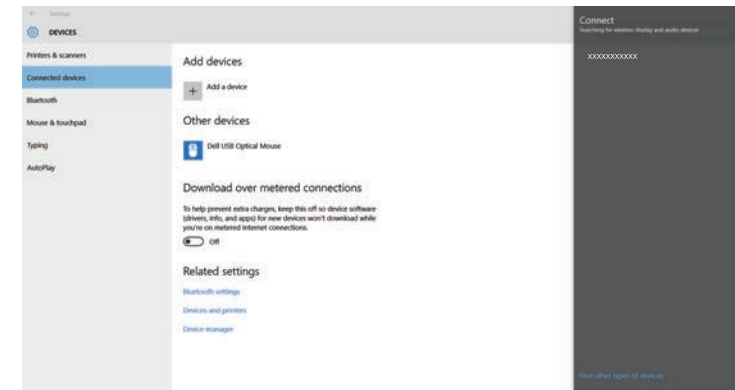 Settings
DEVICES
Printers & scanners
Connected devices
Bluetooth
Mouse & touchpad
Typing
AutoPlay
Add devices
+
Add a device
Other devices
Dell USB Optical Mouse
Download over metered connections
To help prevent extra charges, keep this off so device software
(drivers, info, and apps) for new devices won't download while
you're on metered Internet connections.
Off
Related settings
Bluetooth settings
Devices and printers
Device manager
Connect
Searching for wireless display and audio devices
xxxxxxxxxxx
Find other types of devices